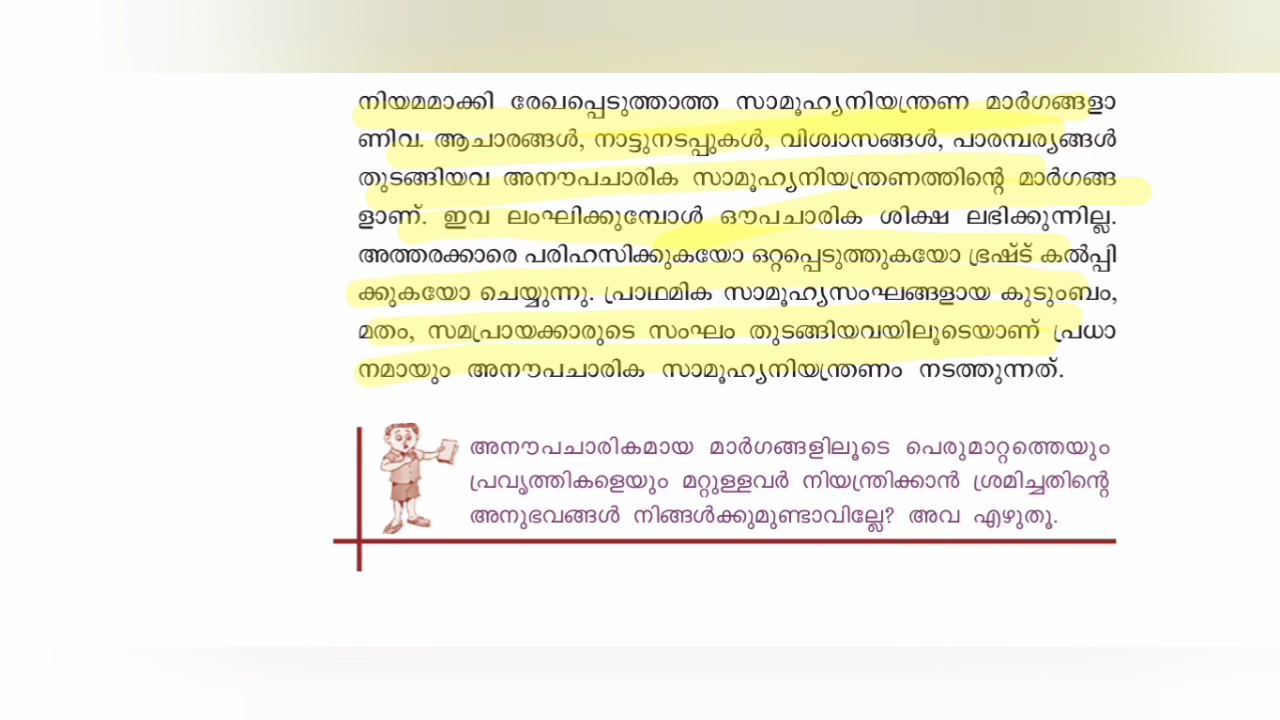 നിയമമാക്കി രേഖപ്പെടുത്താത്ത സാമൂഹ്യനിയന്ത്രണ മാർഗങ്ങളാ
ണിവ. ആചാരങ്ങൾ, നാട്ടുനടപ്പുകൾ, വിശ്വാസങ്ങൾ, പാരമ്പര്യങ്ങൾ
തുടങ്ങിയവ അനൗപചാരിക സാമൂഹ്യനിയന്ത്രണത്തിന്റെ മാർഗങ്ങ
ളാണ്. ഇവ ലംഘിക്കുമ്പോൾ ഔപചാരിക ശിക്ഷ ലഭിക്കുന്നില്ല.
അത്തരക്കാരെ പരിഹസിക്കുകയോ ഒറ്റപ്പെടുത്തുകയോ ഭ്രഷ്ട് കൽപ്പി
ക്കുകയോ ചെയ്യുന്നു. പ്രാഥമിക സാമൂഹ്യസംഘങ്ങളായ കുടുംബം,
മതം, സമപ്രായക്കാരുടെ സംഘം തുടങ്ങിയവയിലൂടെയാണ് പ്രധാ
നമായും അനൗപചാരിക സാമൂഹ്യനിയന്ത്രണം നടത്തുന്നത്.
അനൗപചാരികമായ മാർഗങ്ങളിലൂടെ പെരുമാറ്റത്തെയും
പ്രവൃത്തികളെയും മറ്റുള്ളവർ നിയന്ത്രിക്കാൻ ശ്രമിച്ചതിന്റെ
അനുഭവങ്ങൾ നിങ്ങൾക്കുമുണ്ടാവില്ലേ? അവ എഴുതൂ.